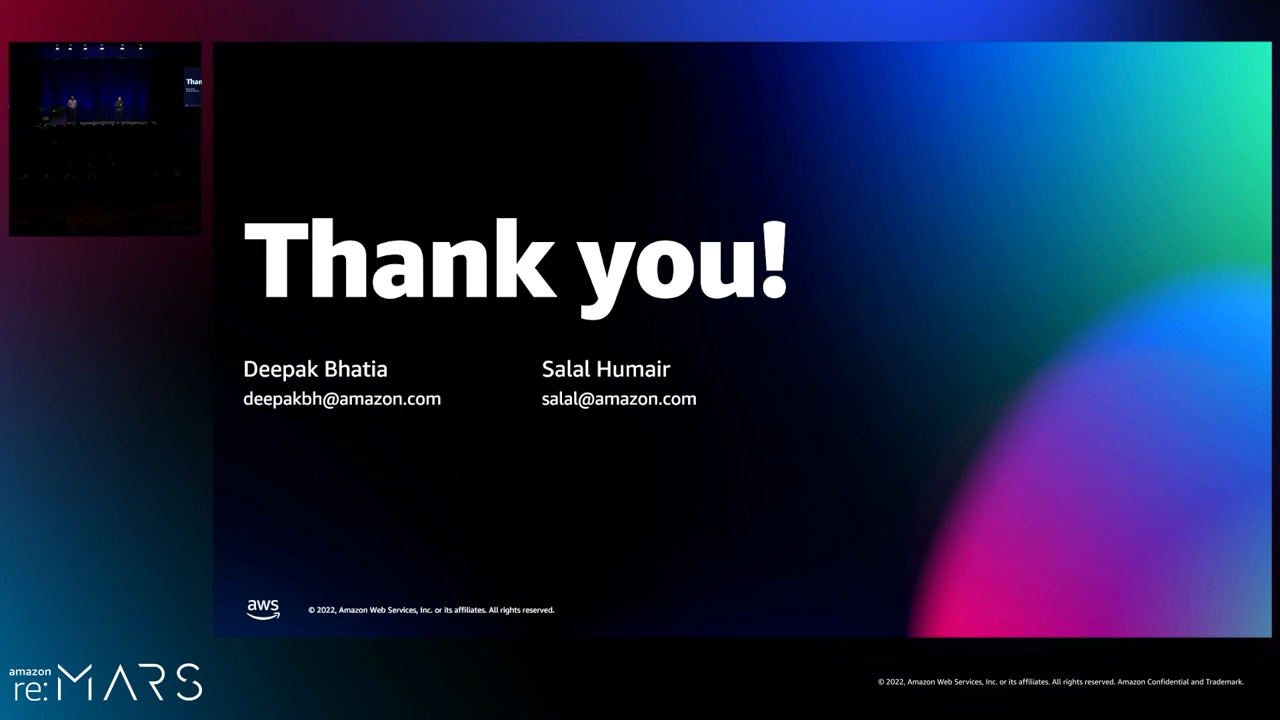 Thank you!
Deepak Bhatia
deepakbh@amazon.com
Salal Humair
salal@amazon.com
aws
© 2022, Amazon Web Services, Inc. or its affiliates. All rights reserved.
amazon
re:MARS
© 2022, Amazon Web Services, Inc. or its affiliates. All rights reserved. Amazon Confidential and Trademark.